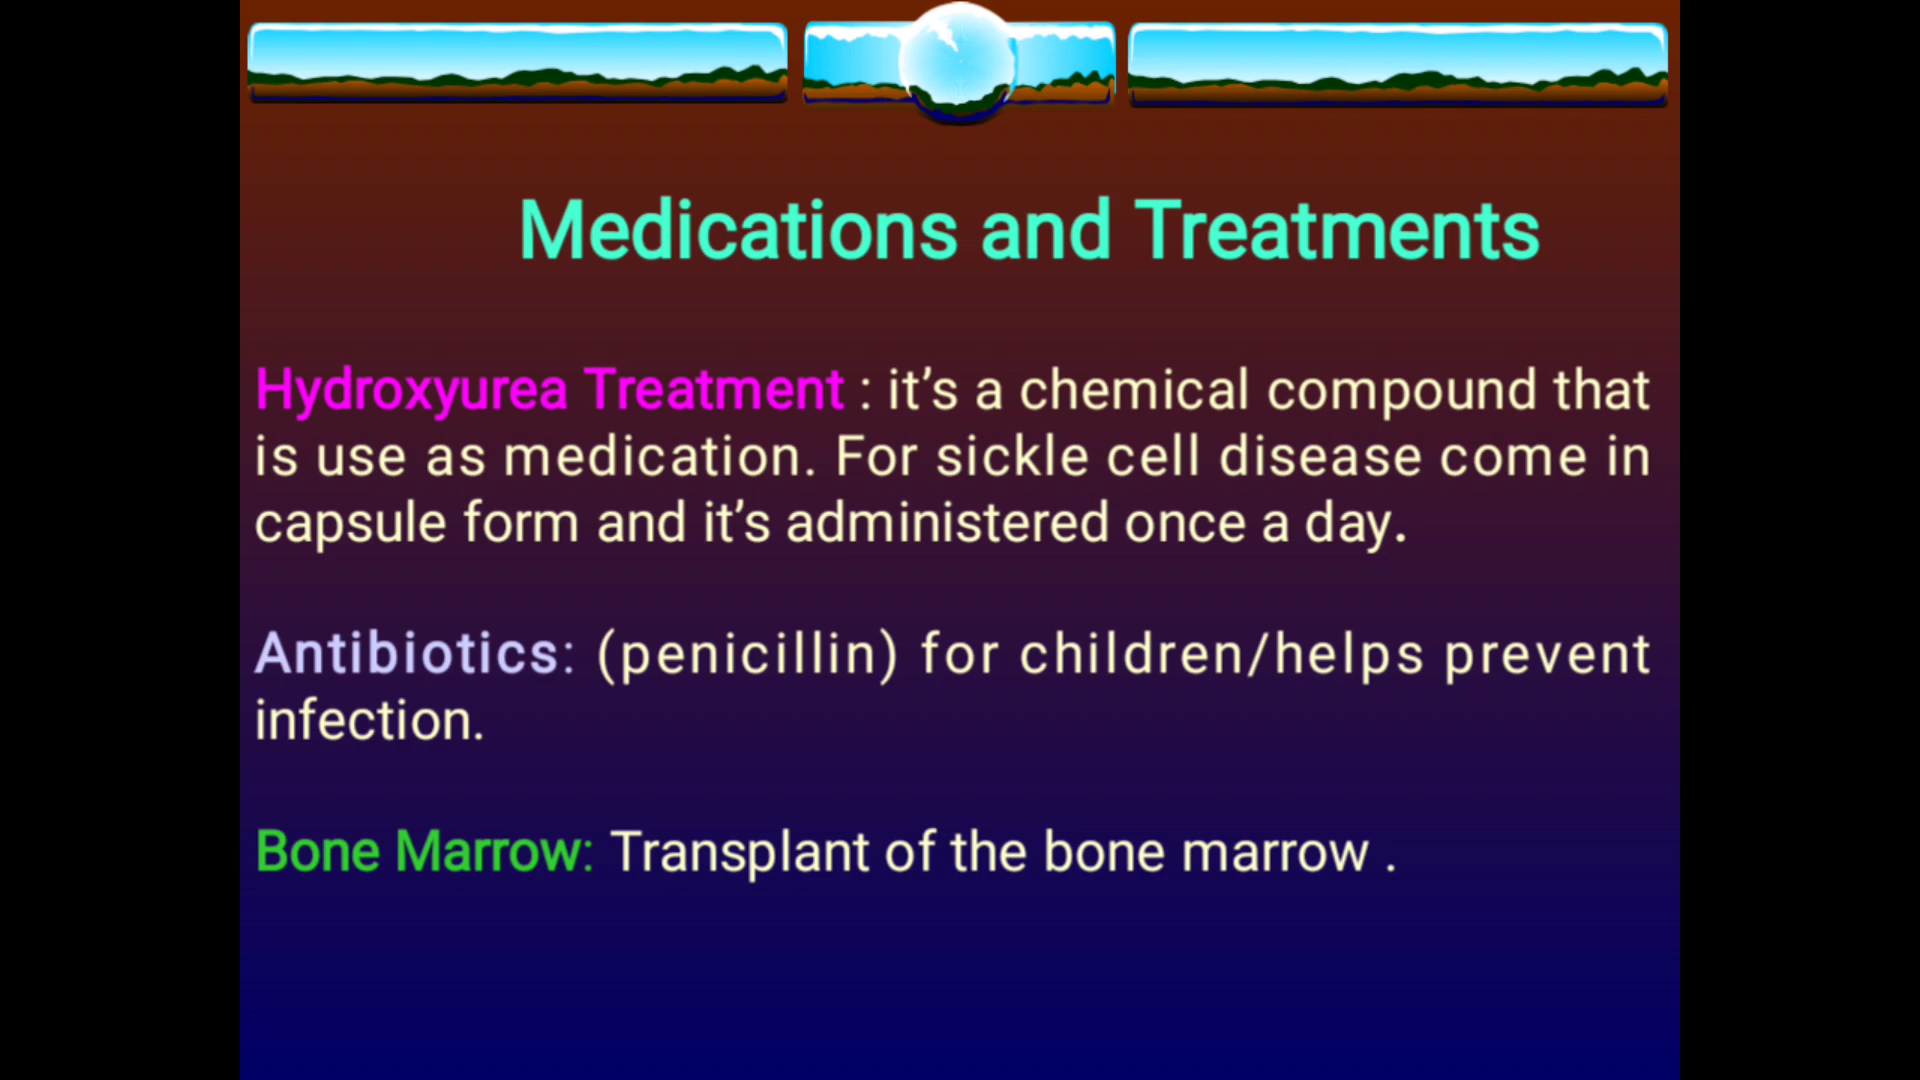 Medications and Treatments
Hydroxyurea Treatment : it’s a chemical compound that
is use as medication. For sickle cell disease come in
capsule form and it’s administered once a day.
Antibiotics: (penicillin) for children/helps prevent
infection.
Bone Marrow: Transplant of the bone marrow .